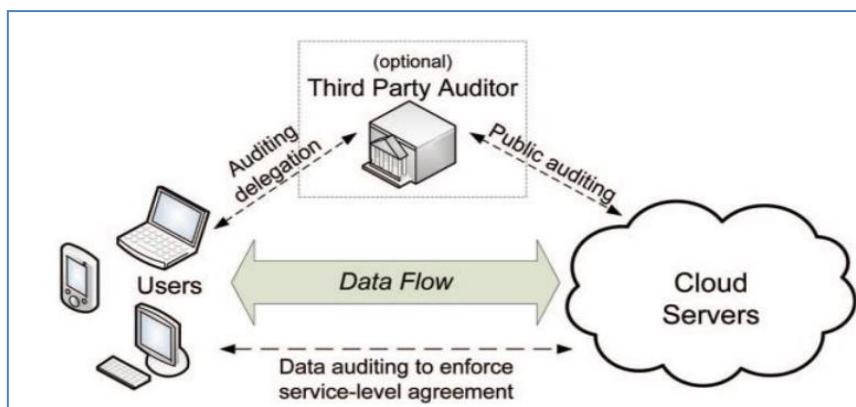 (optional)
Third Party Auditor
Auditing
delegation
Public auditing
Users
Data Flow
Cloud
Servers
Data auditing to enforce
service-level agreement